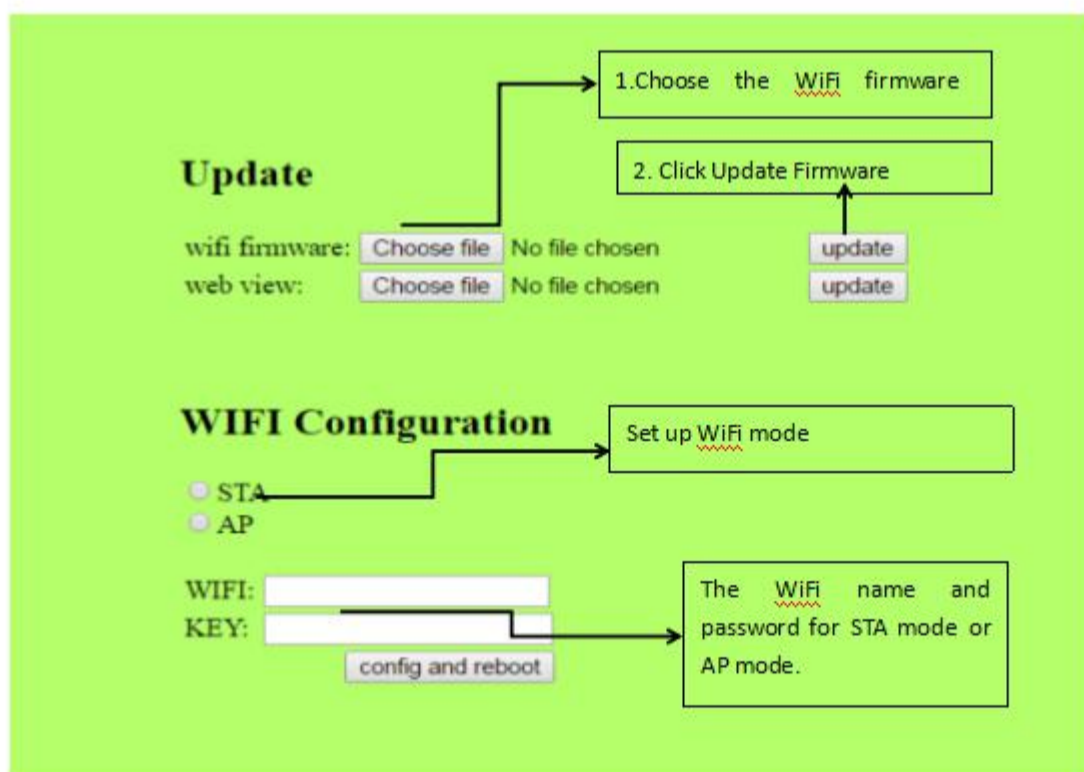 1.Choose the WiFi firmware
Update
2. Click Update Firmware
wifi firmware: Choose file No file chosen update
web view: Choose file No file chosen update
WIFI Configuration
Set up WiFi mode
STA
AP
WIFI:
KEY:
config and reboot
The WiFi name and
password for STA mode or
AP mode.